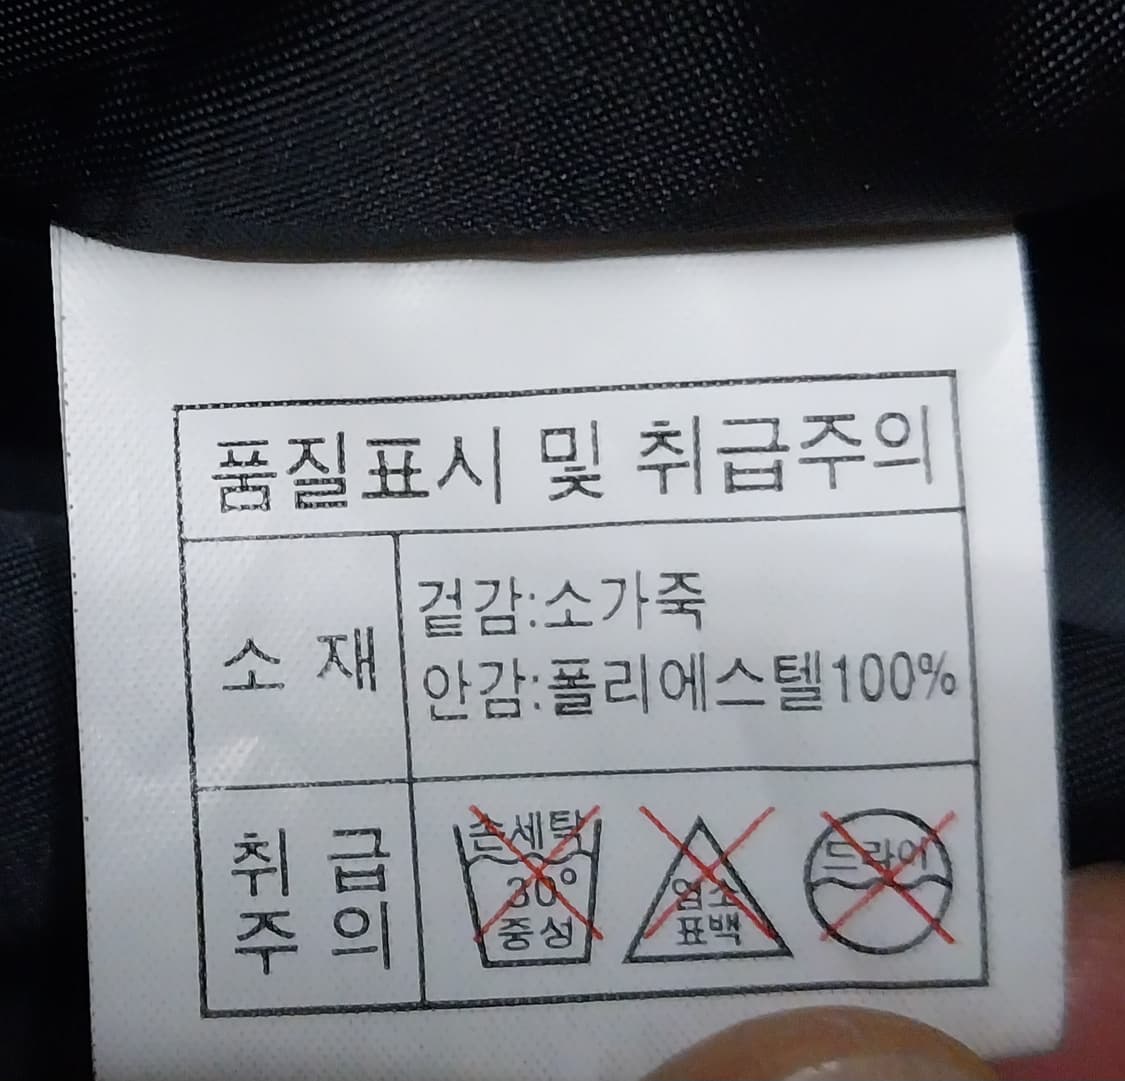 품질표시 및 취급주의
소 재
겉감:소가죽
안감:폴리에스텔100%
취 급
주 의
손세탁
30°
중성
염소
표백
드라이